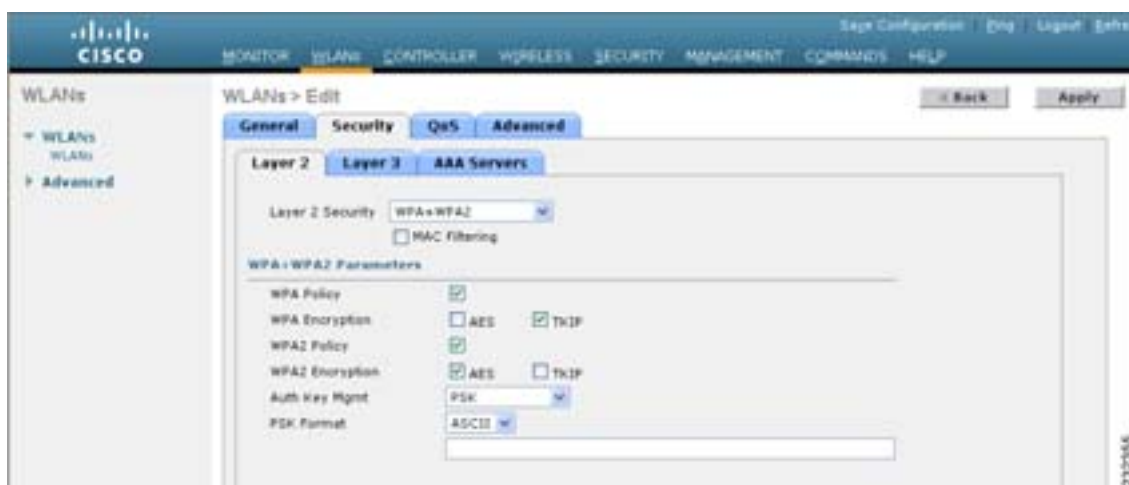 Save Configuration Ping Logout Refre
CISCO
MONITOR WLANs CONTROLLER WIRELESS SECURITY MANAGEMENT COMMANDS HELP
WLANs
WLANs > Edit
< Back Apply
WLANs
WLANs
Advanced
General Security QoS Advanced
Layer 2 Layer 3 AAA Servers
Layer 2 Security WPA+WPA2
MAC Filtering
WPA+WPA2 Parameters
WPA Policy
WPA Encryption AES TKIP
WPA2 Policy
WPA2 Encryption AES TKIP
Auth Key Mgmt PSK
PSK Format ASCII